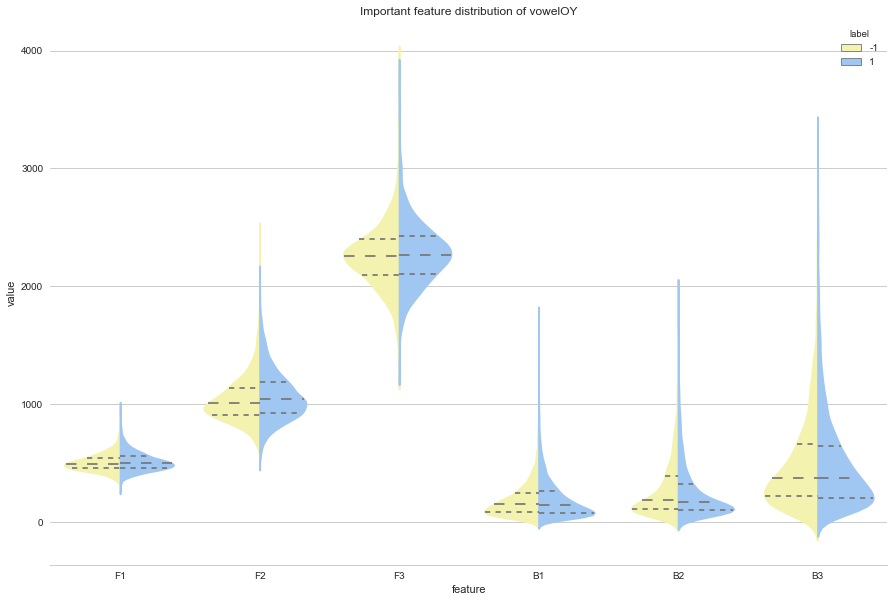 Important feature distribution of vowelOY
label
-1
1
4000
3000
2000
1000
0
value
F1 F2 F3 B1 B2 B3
feature